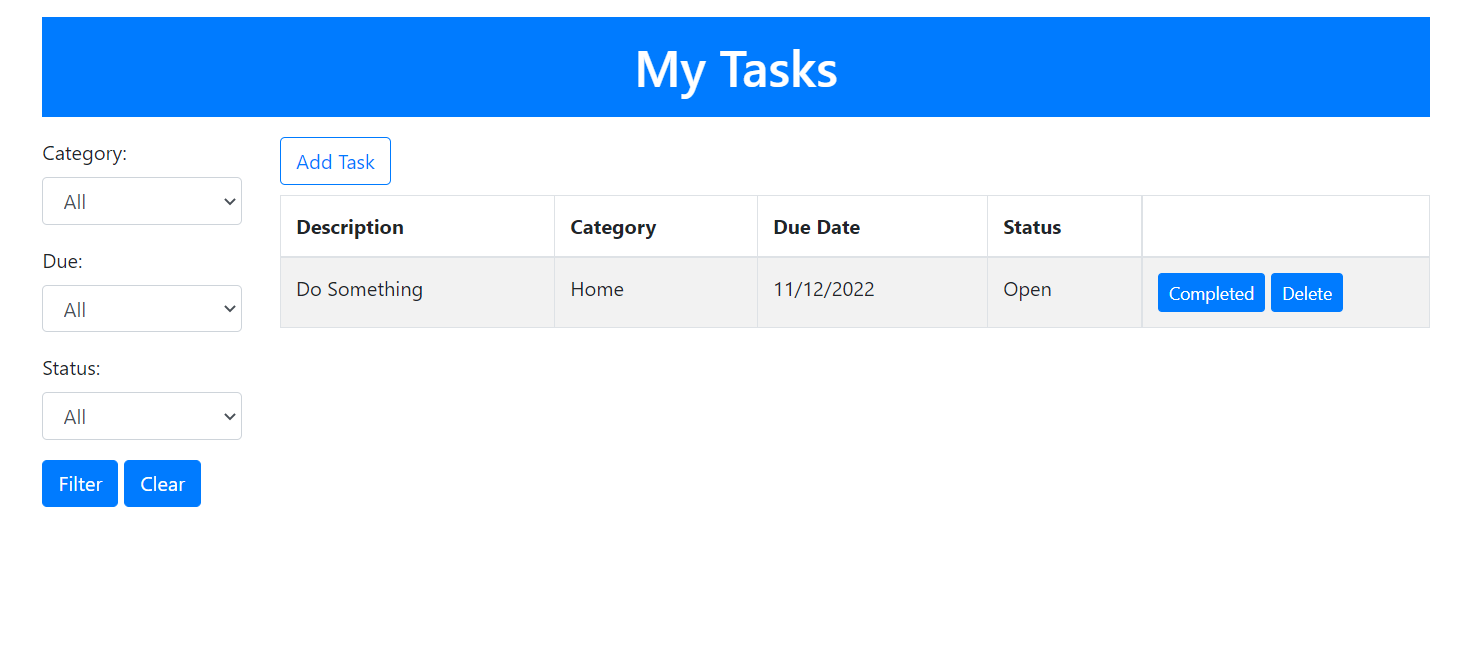 My Tasks
Category:
All
Due:
All
Status:
All
Filter Clear
Add Task
Description Category Due Date Status
Do Something Home 11/12/2022 Open Completed Delete